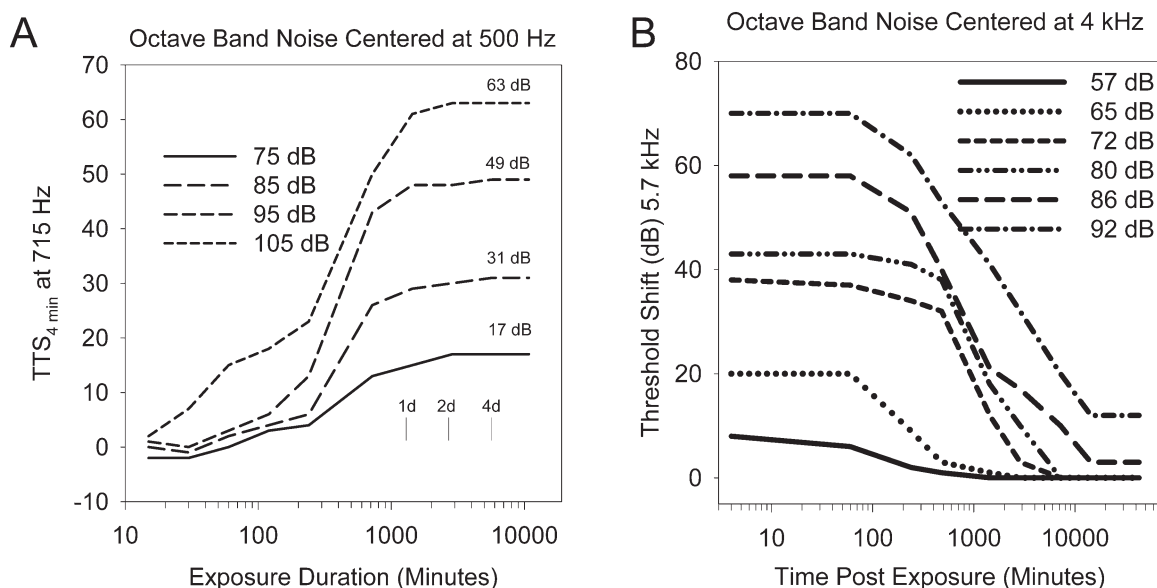 A
Octave Band Noise Centered at 500 Hz
TTS4 min at 715 Hz
70
60
50
40
30
20
10
0
-10
75 dB
85 dB
95 dB
105 dB
63 dB
49 dB
31 dB
17 dB
1d
2d
4d
10
100
1000
10000
Exposure Duration (Minutes)
B
Octave Band Noise Centered at 4 kHz
Threshold Shift (dB) 5.7 kHz
80
60
40
20
0
57 dB
65 dB
72 dB
80 dB
86 dB
92 dB
10
100
1000
10000
Time Post Exposure (Minutes)